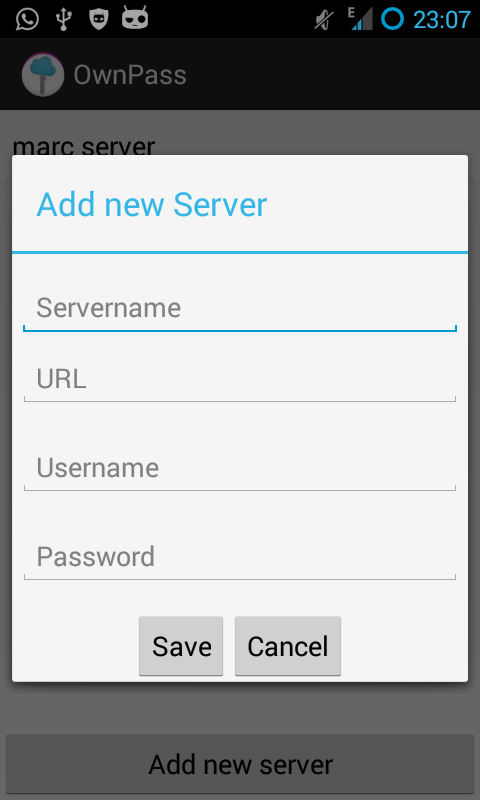 E 23:07
OwnPass
marc server
Add new Server
Servername
URL
Username
Password
Save Cancel
Add new server